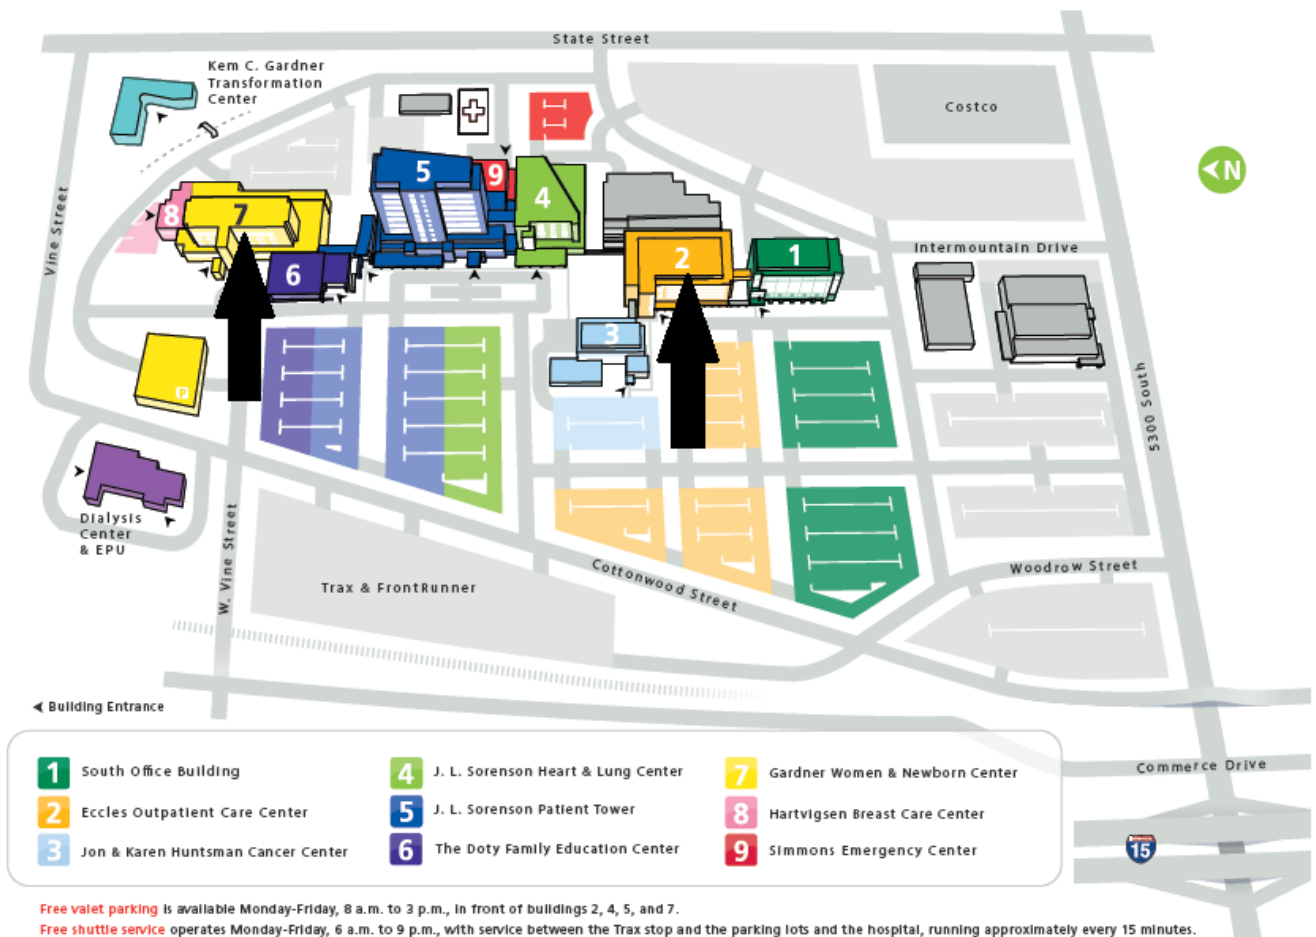 State Street
Kem C. Gardner
Transformation
Center
Costco
N
5
9
4
8
7
6
2
1
3
Vine Street
Intermountain Drive
P
5300 South
Dialysis
Center
& EPU
W. Vine Street
Trax & FrontRunner
Cottonwood Street
Woodrow Street
Building Entrance
Commerce Drive
15
1 South Office Building
2 Eccles Outpatient Care Center
3 Jon & Karen Huntsman Cancer Center
4 J. L. Sorenson Heart & Lung Center
5 J. L. Sorenson Patient Tower
6 The Doty Family Education Center
7 Gardner Women & Newborn Center
8 Hartvigsen Breast Care Center
9 Simmons Emergency Center
Free valet parking is available Monday-Friday, 8 a.m. to 3 p.m., in front of buildings 2, 4, 5, and 7.
Free shuttle service operates Monday-Friday, 6 a.m. to 9 p.m., with service between the Trax stop and the parking lots and the hospital, running approximately every 15 minutes.